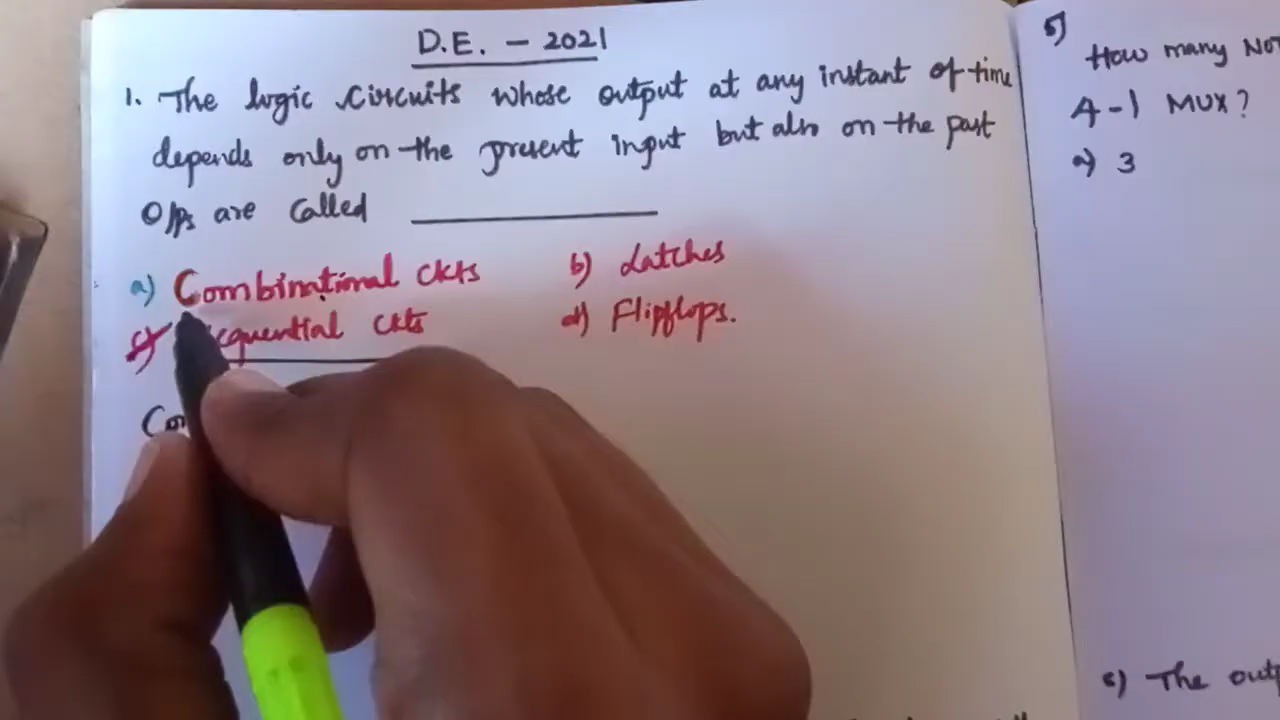 D.E. - 2021
1. The logic circuits whose output at any instant of time
depends only on the present input but also on the past
O/ps are called ________
a) Combinational ckts b) Latches
c) Sequential ckts d) Flipflops.
5)
How many
4-1 MUX?
a) 3
The